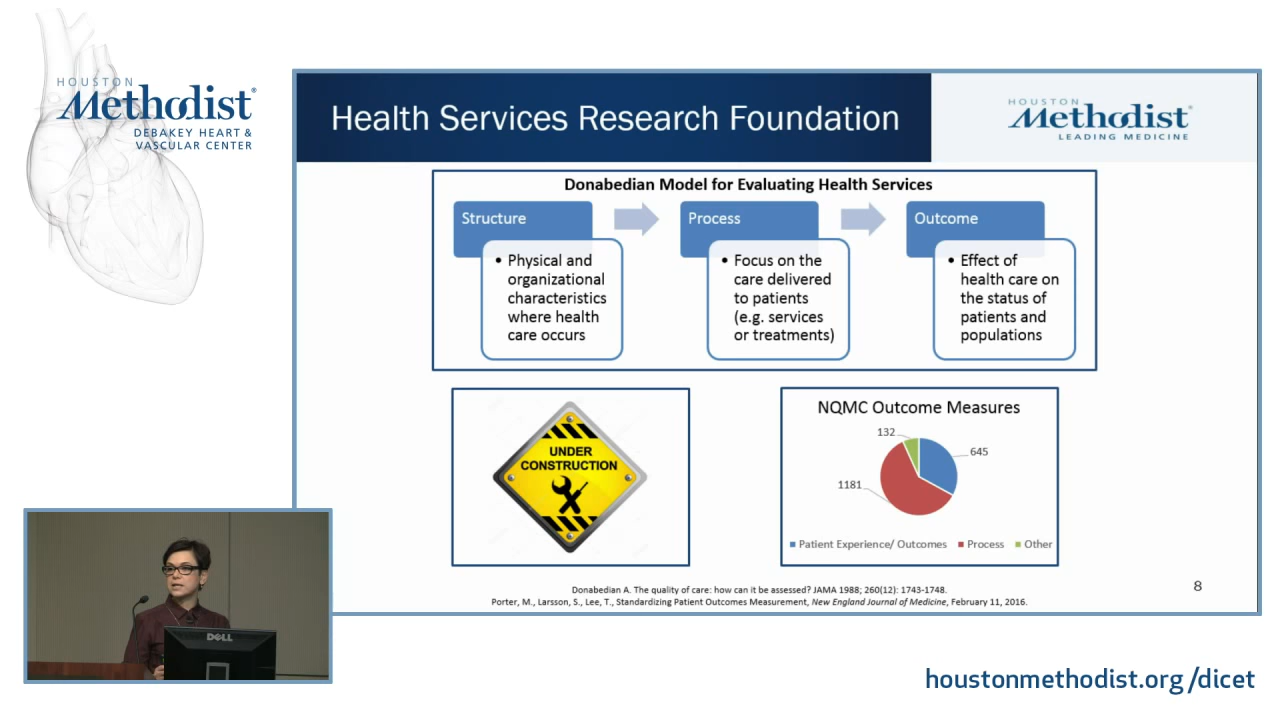 HOUSTON
Methodist®
DEBAKEY HEART &
VASCULAR CENTER
Health Services Research Foundation
HOUSTON
Methodist®
LEADING MEDICINE
Donabedian Model for Evaluating Health Services
Structure
• Physical and
organizational
characteristics
where health
care occurs
Process
• Focus on the
care delivered
to patients
(e.g. services
or treatments)
Outcome
• Effect of
health care on
the status of
patients and
populations
UNDER
CONSTRUCTION
NQMC Outcome Measures
132
645
1181
Patient Experience/ Outcomes Process Other
Donabedian A. The quality of care: how can it be assessed? JAMA 1988; 260(12): 1743-1748.
Porter, M., Larsson, S., Lee, T., Standardizing Patient Outcomes Measurement, New England Journal of Medicine, February 11, 2016.
8
DELL
houstonmethodist.org/dicet